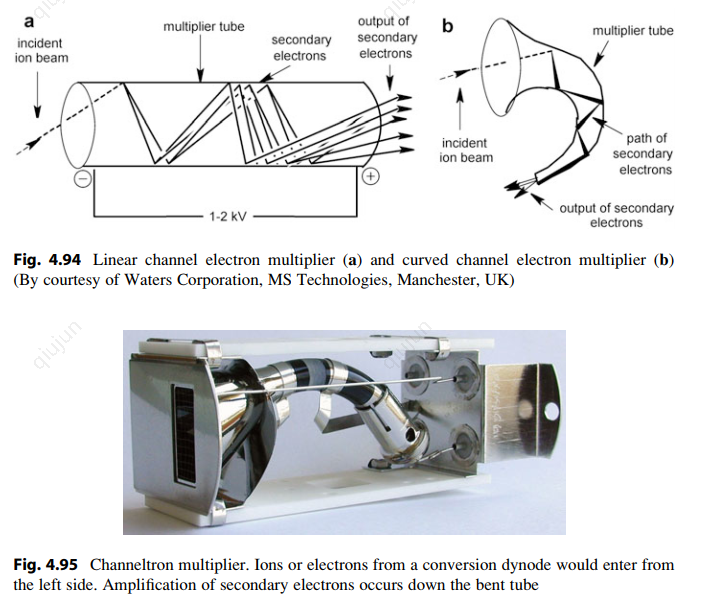 a
incident
ion beam
multiplier tube
secondary
electrons
output of
secondary
electrons
1-2 kV
b
multiplier tube
incident
ion beam
path of
secondary
electrons
output of secondary
electrons
Fig. 4.94 Linear channel electron multiplier (a) and curved channel electron multiplier (b)
(By courtesy of Waters Corporation, MS Technologies, Manchester, UK)
Fig. 4.95 Channeltron multiplier. Ions or electrons from a conversion dynode would enter from
the left side. Amplification of secondary electrons occurs down the bent tube
qiujun